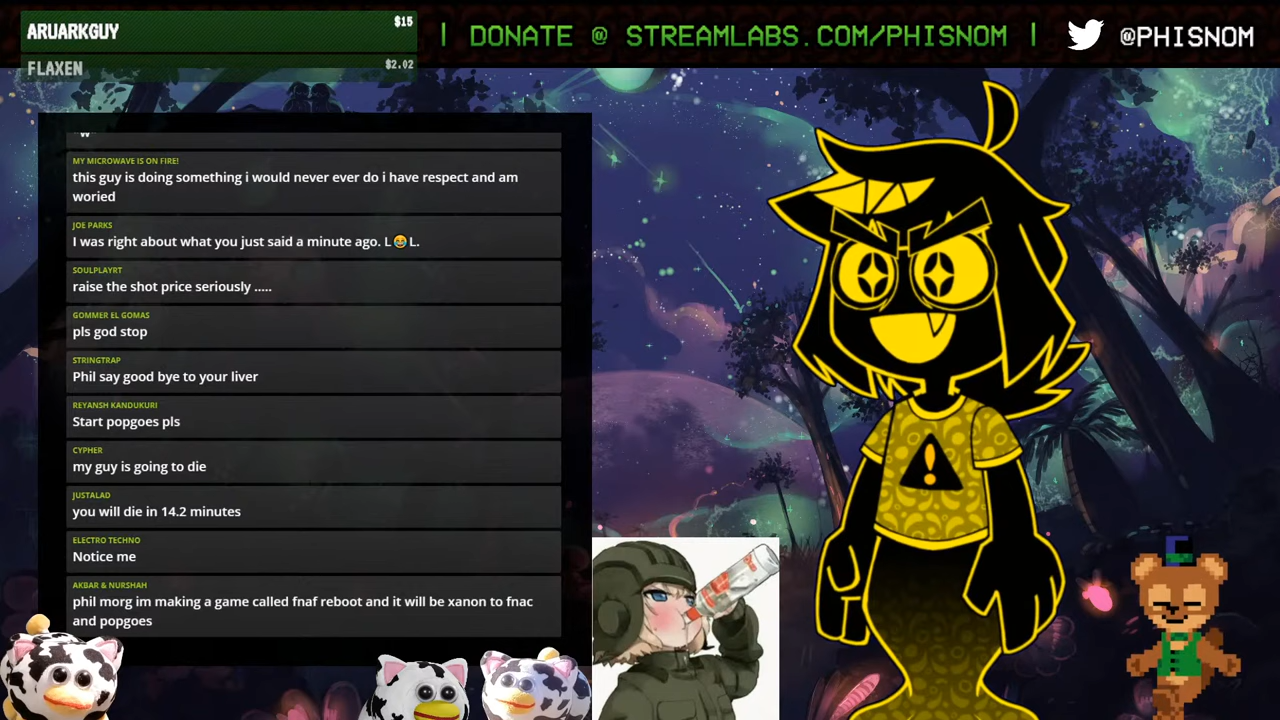 ARUARKGUY $15
FLAXEN $2.02
| DONATE @ STREAMLABS.COM/PHISNOM | @PHISNOM
"W"
MY MICROWAVE IS ON FIRE!
this guy is doing something i would never ever do i have respect and am
woried
JOE PARKS
I was right about what you just said a minute ago. L😂L.
SOULPLAYRT
raise the shot price seriously .....
GOMMER EL GOMAS
pls god stop
STRINGTRAP
Phil say good bye to your liver
REYANSH KANDUKURI
Start popgoes pls
CYPHER
my guy is going to die
JUSTALAD
you will die in 14.2 minutes
ELECTRO TECHNO
Notice me
AKBAR & NURSHAH
phil morg im making a game called fnaf reboot and it will be xanon to fnac
and popgoes
!